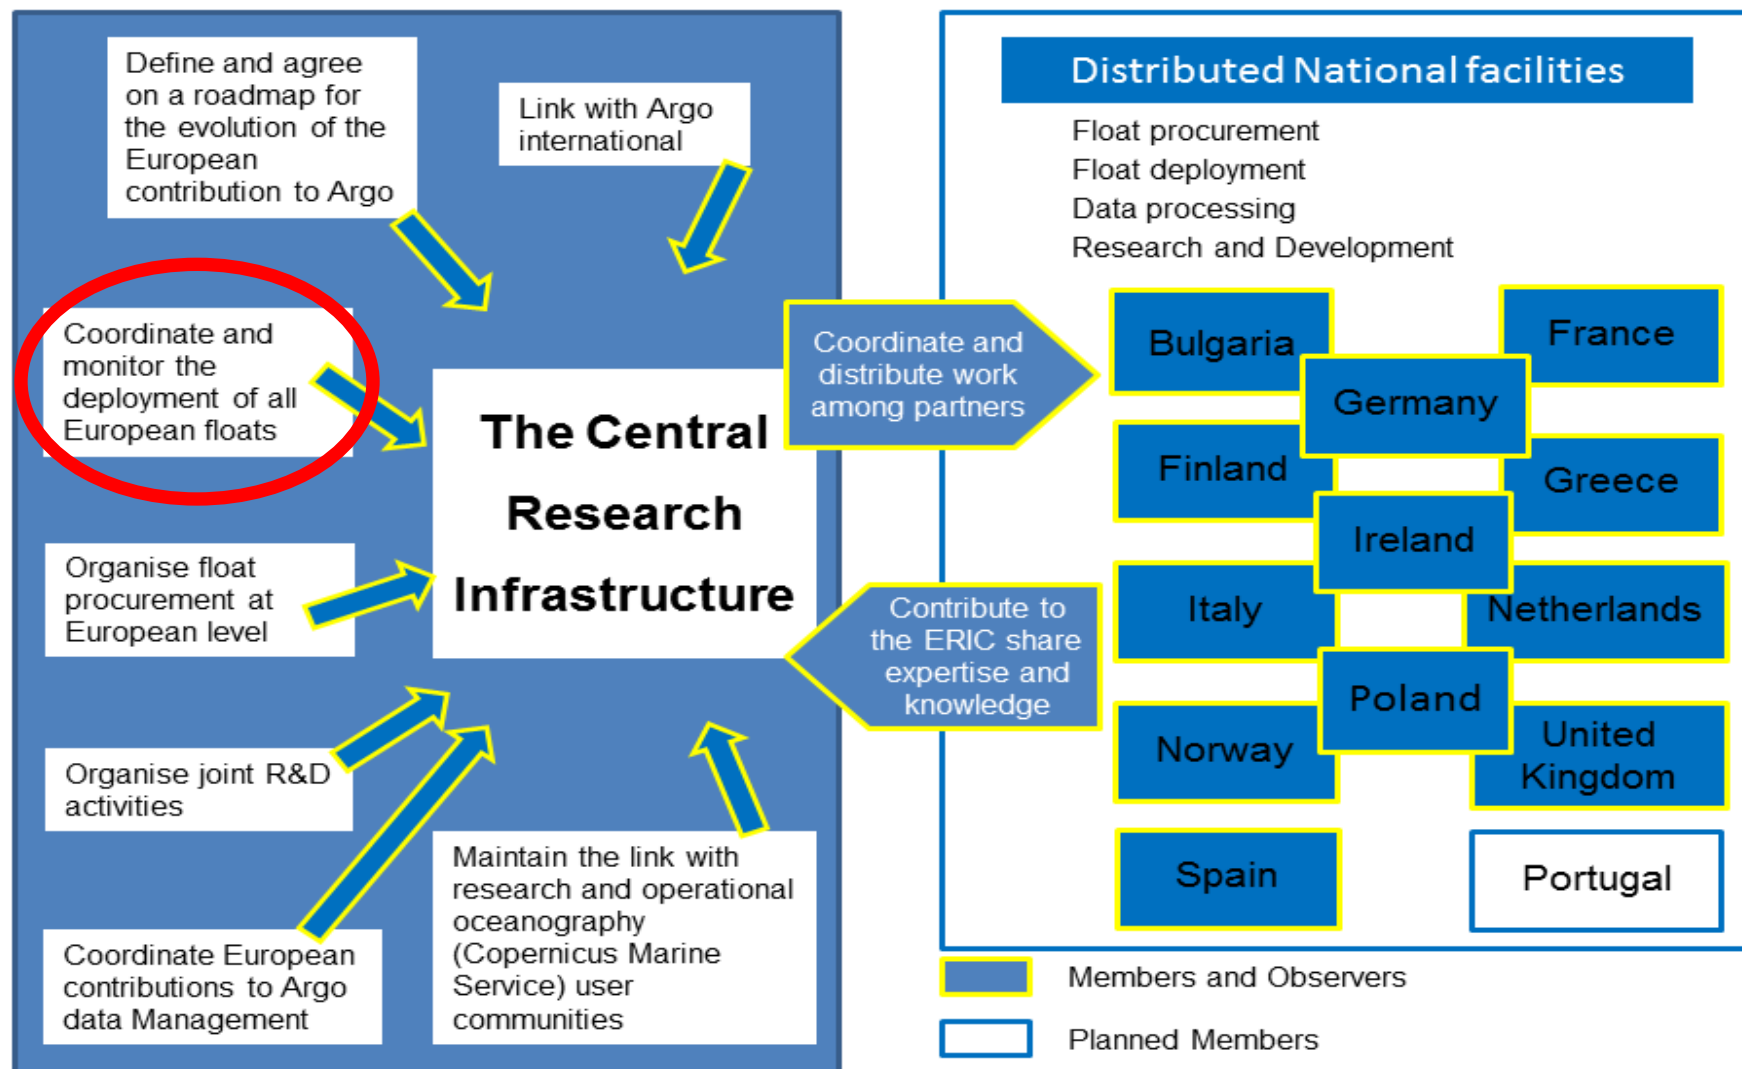 Define and agree
on a roadmap for
the evolution of the
European
contribution to Argo
Link with Argo
international
Coordinate and
monitor the
deployment of all
European floats
Organise float
procurement at
European level
Organise joint R&D
activities
Coordinate European
contributions to Argo
data Management
Maintain the link with
research and operational
oceanography
(Copernicus Marine
Service) user
communities
The Central
Research
Infrastructure
Coordinate and
distribute work
among partners
Contribute to
the ERIC share
expertise and
knowledge
Distributed National facilities
Float procurement
Float deployment
Data processing
Research and Development
Bulgaria
France
Germany
Finland
Greece
Ireland
Italy
Netherlands
Poland
Norway
United
Kingdom
Spain
Portugal
Members and Observers
Planned Members